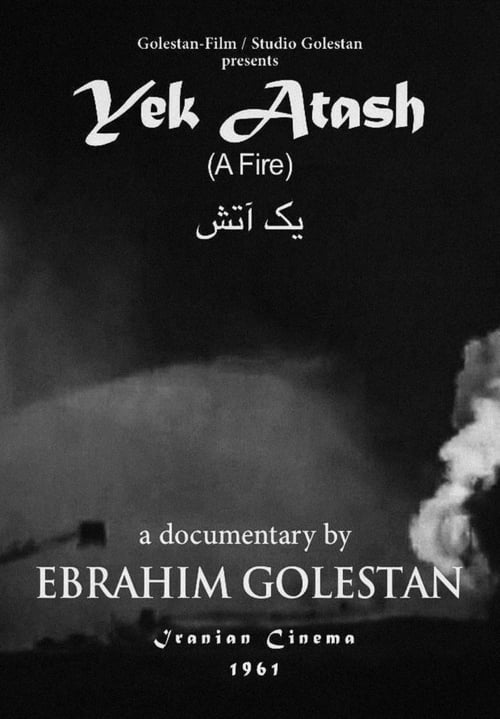 Golestan-Film / Studio Golestan
presents
Yek Atash
(A Fire)
یک آتش
a documentary by
EBRAHIM GOLESTAN
Iranian Cinema
1961